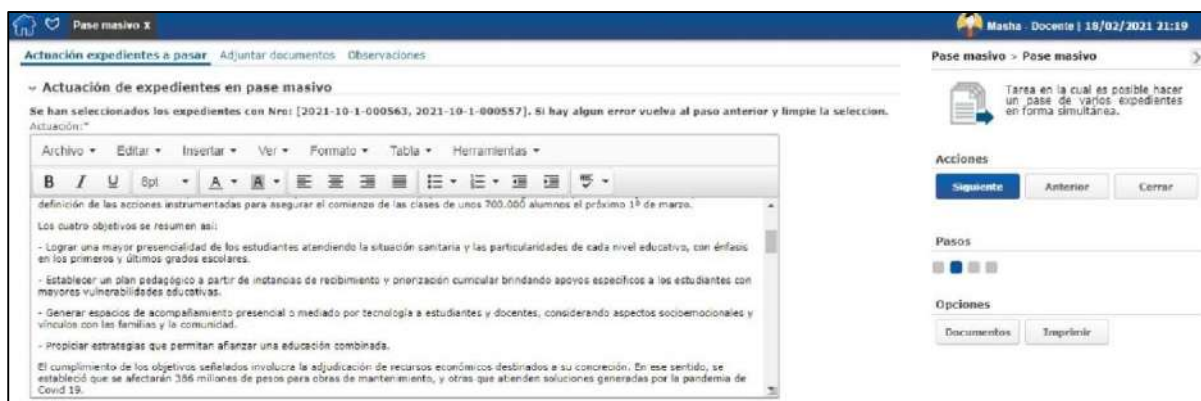 Pase masivo X
Masha - Docente | 18/02/2021 21:19
Actuación expedientes a pasar Adjuntar documentos Observaciones
Actuación de expedientes en pase masivo
Se han seleccionados los expedientes con Nro: [2021-10-1-000563, 2021-10-1-000557]. Si hay algun error vuelva al paso anterior y limpie la seleccion.
Actuación:*
Archivo Editar Insertar Ver Formato Tabla Herramientas
B I U 8pt A A
definición de las acciones instrumentadas para asegurar el comienzo de las clases de unos 700.000 alumnos el próximo 1º de marzo.
Los cuatro objetivos se resumen así:
- Lograr una mayor presencialidad de los estudiantes atendiendo la situación sanitaria y las particularidades de cada nivel educativo, con énfasis
en los primeros y últimos grados escolares.
- Establecer un plan pedagógico a partir de instancias de recibimiento y priorización curricular brindando apoyos específicos a los estudiantes con
mayores vulnerabilidades educativas.
- Generar espacios de acompañamiento presencial o mediado por tecnología a estudiantes y docentes, considerando aspectos socioemocionales y
vínculos con las familias y la comunidad.
- Propiciar estrategias que permitan afianzar una educación combinada.
El cumplimiento de los objetivos señalados involucra la adjudicación de recursos económicos destinados a su concreción. En ese sentido, se
estableció que se afectarán 386 millones de pesos para obras de mantenimiento, y otras que atienden soluciones generadas por la pandemia de
Covid 19.
Pase masivo > Pase masivo
Tarea en la cual es posible hacer
un pase de varios expedientes
en forma simultánea.
Acciones
Siguiente Anterior Cerrar
Pasos
Opciones
Documentos Imprimir